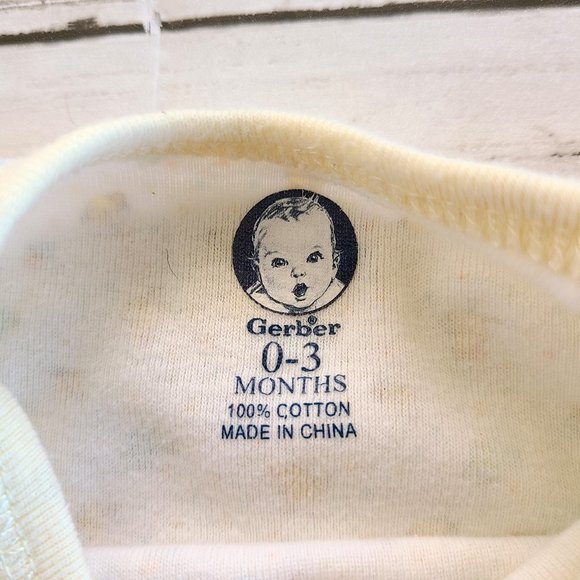 Gerber®
0-3
MONTHS
100% COTTON
MADE IN CHINA